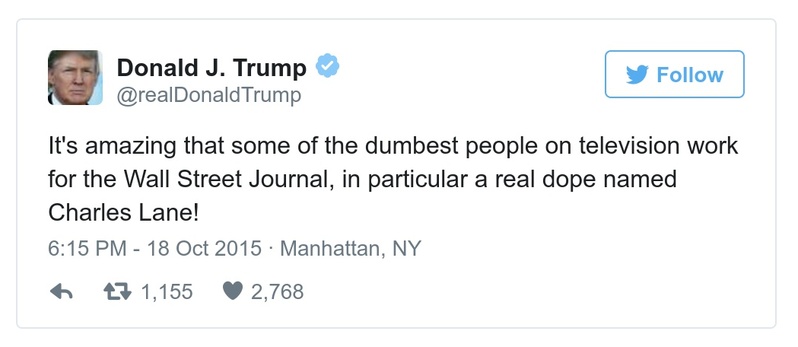 Donald J. Trump
@realDonaldTrump
Follow
It's amazing that some of the dumbest people on television work
for the Wall Street Journal, in particular a real dope named
Charles Lane!
6:15 PM - 18 Oct 2015 · Manhattan, NY
1,155 2,768